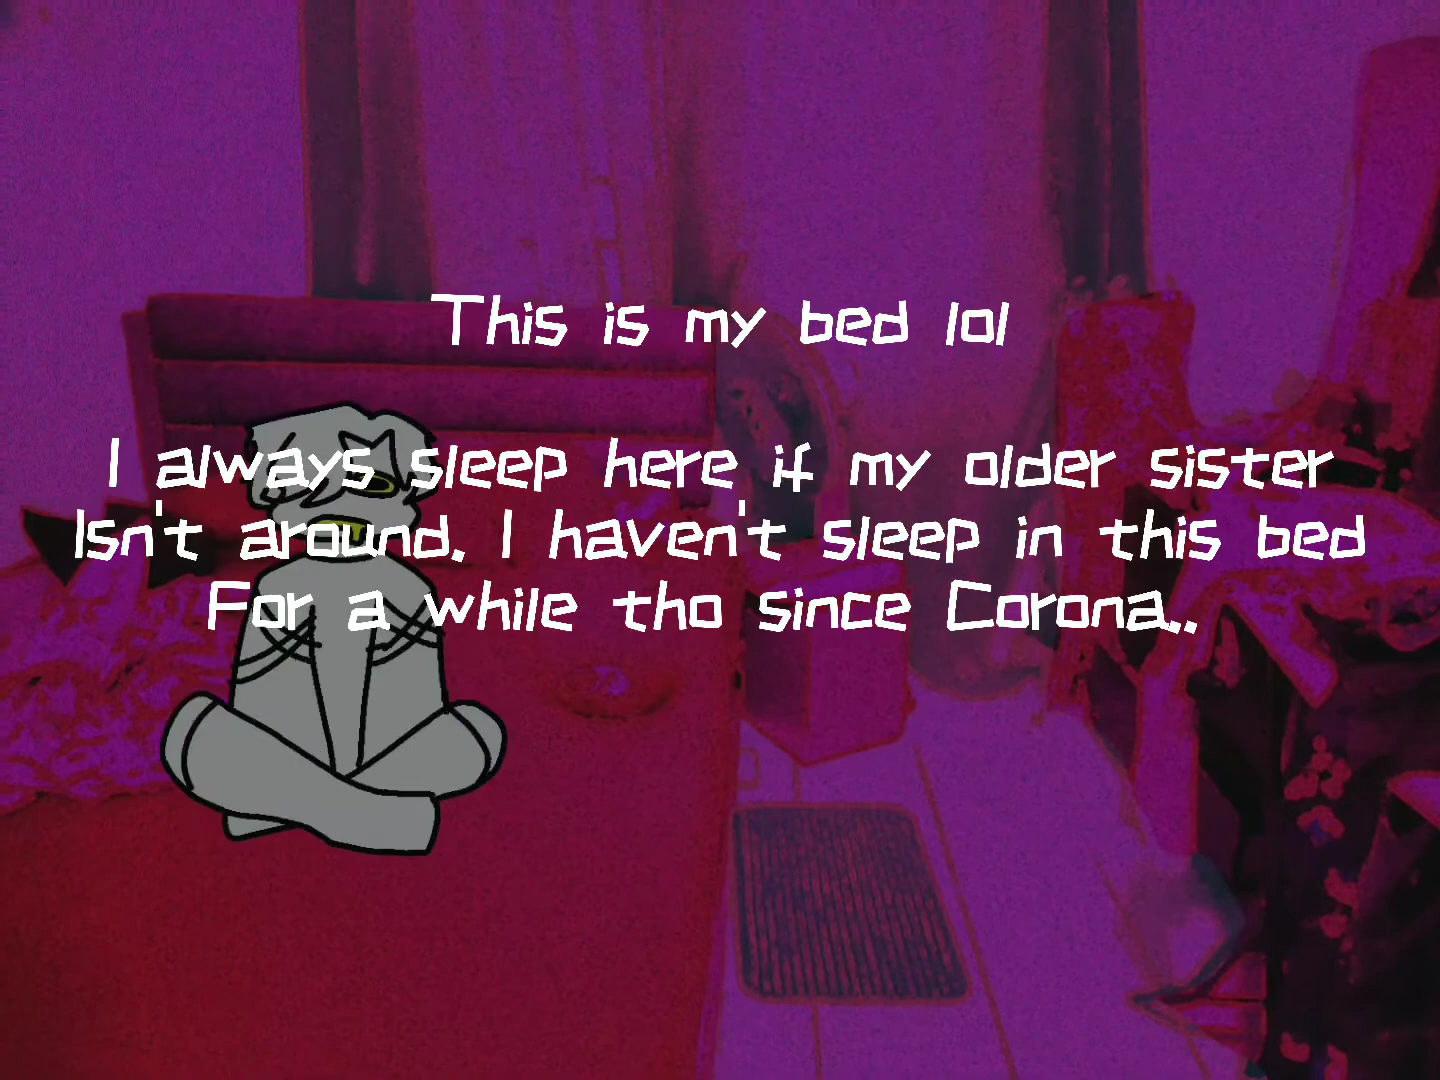 This is my bed lol
I always sleep here if my older sister
Isn't around. I haven't sleep in this bed
For a while tho since Corona..